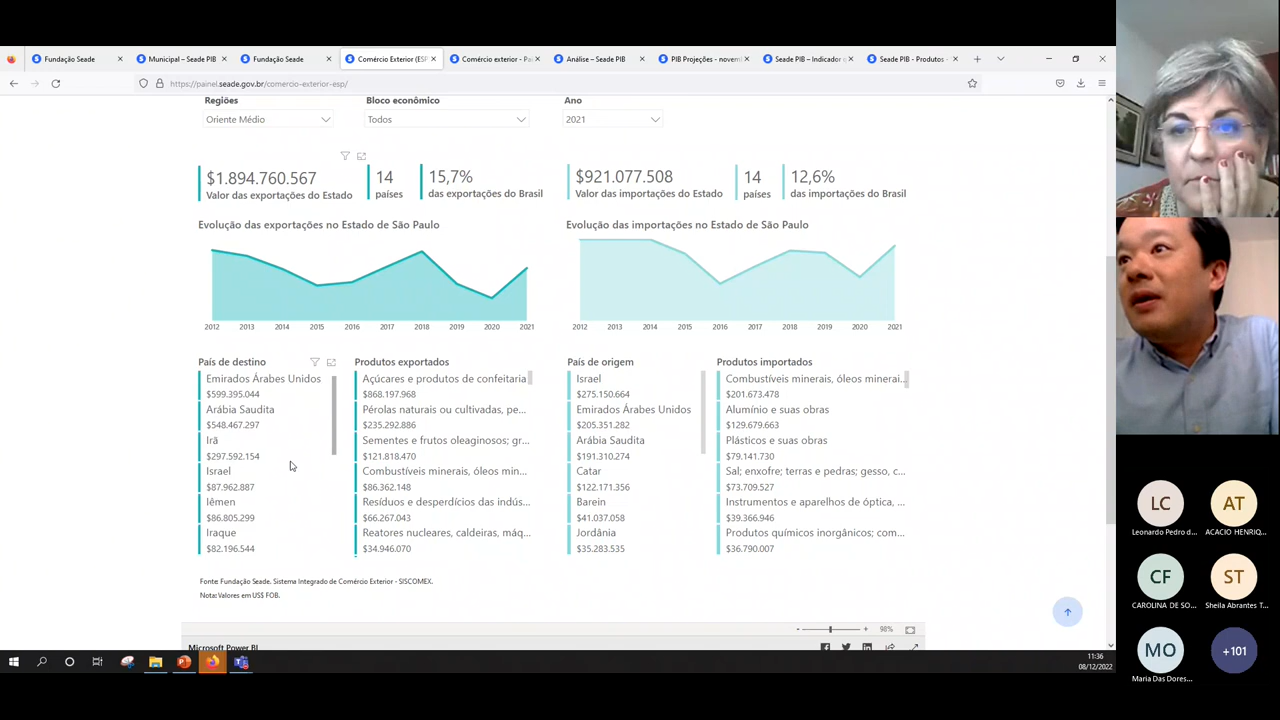 Fundação Seade
Municipal – Seade PIB
Fundação Seade
Comércio Exterior (ESP
Comércio exterior - Pa
Análise – Seade PIB
PIB Projeções - novem
Seade PIB – Indicador
Seade PIB - Produtos -
https://painel.seade.gov.br/comercio-exterior-esp/
Regiões
Bloco econômico
Ano
Oriente Médio
Todos
2021
$1.894.760.567
14
15,7%
$921.077.508
14
12,6%
Valor das exportações do Estado
países
das exportações do Brasil
Valor das importações do Estado
países
das importações do Brasil
Evolução das exportações no Estado de São Paulo
Evolução das importações no Estado de São Paulo
2012 2013 2014 2015 2016 2017 2018 2019 2020 2021
2012 2013 2014 2015 2016 2017 2018 2019 2020 2021
País de destino
Emirados Árabes Unidos
$599.395.044
Arábia Saudita
$548.467.297
Irã
$297.592.154
Israel
$87.962.887
Iêmen
$86.805.299
Iraque
$82.196.544
Produtos exportados
Açúcares e produtos de confeitaria
$868.197.968
Pérolas naturais ou cultivadas, pe...
$235.292.886
Sementes e frutos oleaginosos; gr...
$121.818.470
Combustíveis minerais, óleos min...
$86.362.148
Resíduos e desperdícios das indús...
$66.267.043
Reatores nucleares, caldeiras, máq...
$34.946.070
País de origem
Israel
$275.150.664
Emirados Árabes Unidos
$205.351.282
Arábia Saudita
$191.310.274
Catar
$122.171.356
Barein
$41.037.058
Jordânia
$35.283.535
Produtos importados
Combustíveis minerais, óleos minerai...
$201.673.478
Alumínio e suas obras
$129.679.663
Plásticos e suas obras
$79.141.730
Sal; enxofre; terras e pedras; gesso, c...
$73.709.527
Instrumentos e aparelhos de óptica, ...
$39.366.946
Produtos químicos inorgânicos; com...
$36.790.007
Fonte: Fundação Seade. Sistema Integrado de Comércio Exterior - SISCOMEX.
Nota: Valores em US$ FOB.
- + 98%
Microsoft Power BI
11:36
08/12/2022
LC
Leonardo Pedro d...
AT
ACACIO HENRIQ...
CF
CAROLINA DE SO...
ST
Sheila Abrantes T...
MO
Maria Das Dores...
+101